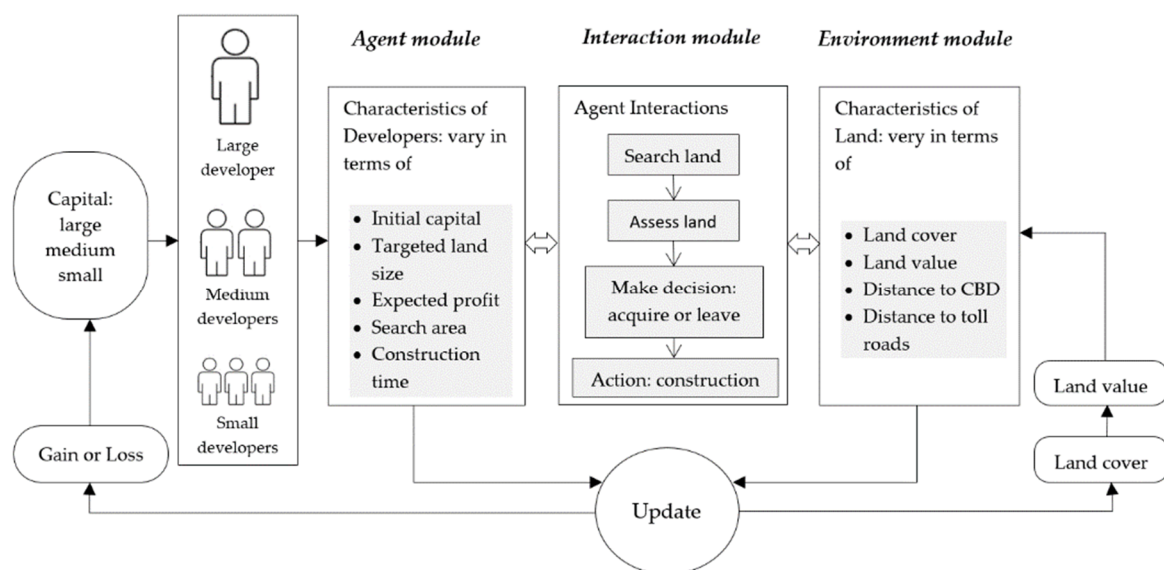 Agent module
Interaction module
Environment module
Large
developer
Medium
developers
Small
developers
Capital:
large
medium
small
Gain or Loss
Characteristics of
Developers: vary in
terms of
• Initial capital
• Targeted land
size
• Expected profit
• Search area
• Construction
time
Agent Interactions
Search land
Assess land
Make decision:
acquire or leave
Action: construction
Characteristics of
Land: very in terms
of
• Land cover
• Land value
• Distance to CBD
• Distance to toll
roads
Land value
Land cover
Update